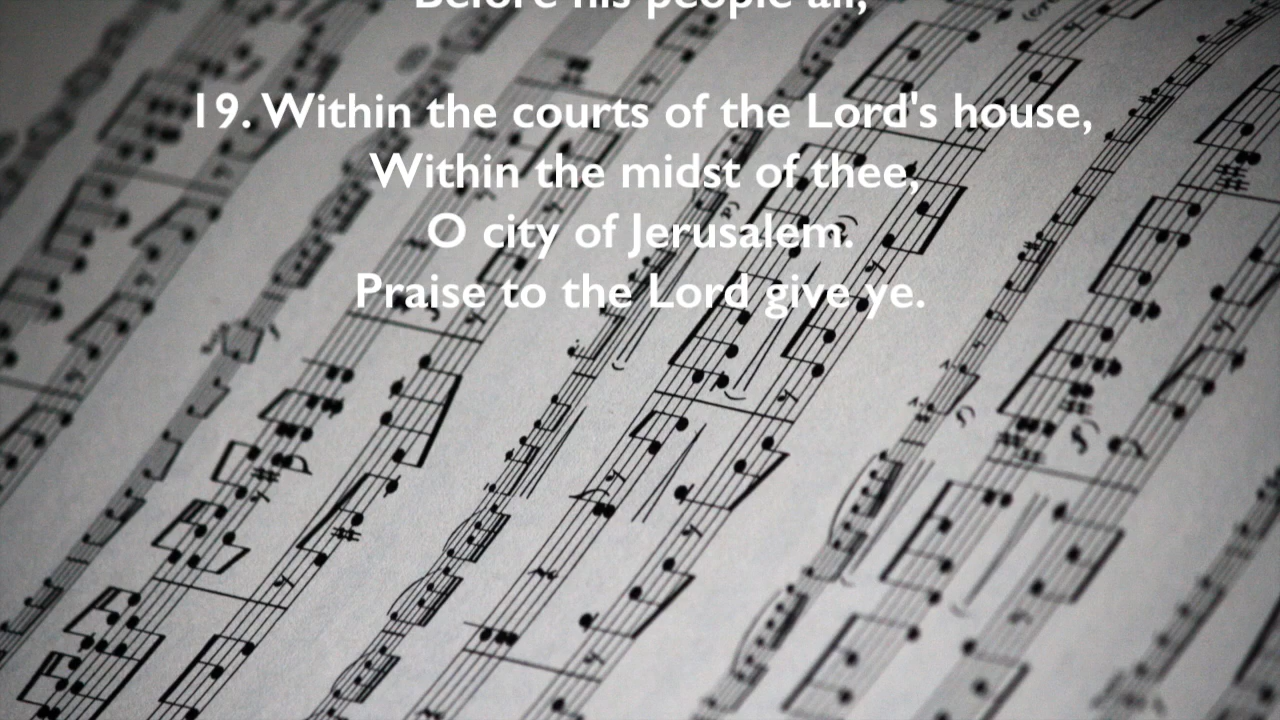 Before his people all,
19. Within the courts of the Lord's house,
Within the midst of thee,
O city of Jerusalem.
Praise to the Lord give ye.